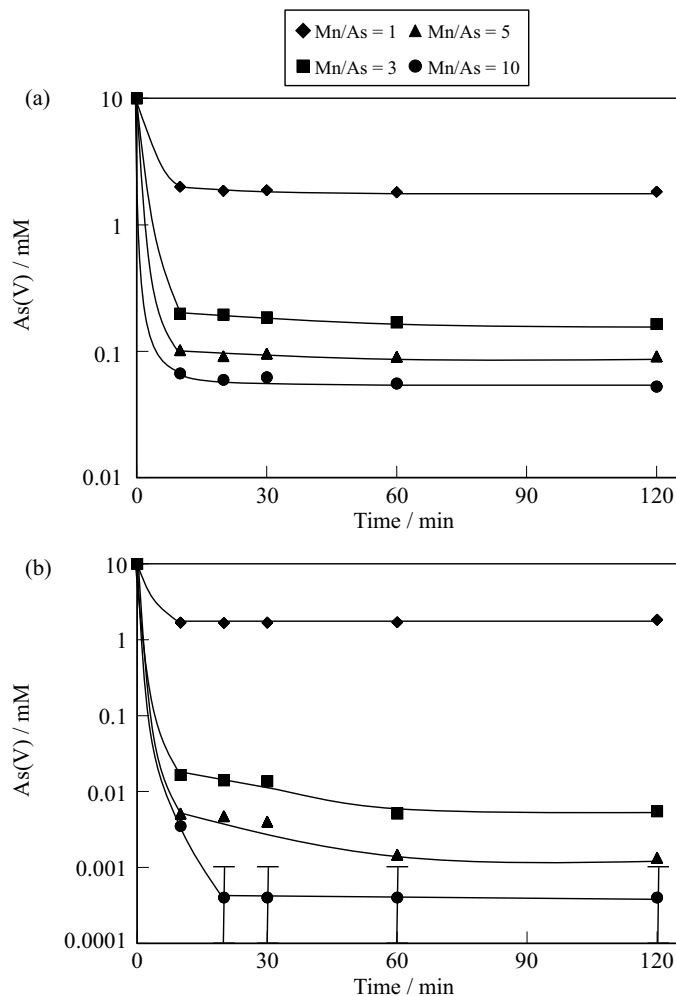 Mn/As = 1 Mn/As = 5
Mn/As = 3 Mn/As = 10
(a)
10
1
0.1
0.01
As(V) / mM
0 30 60 90 120
Time / min
(b)
10
1
0.1
0.01
0.001
0.0001
As(V) / mM
0 30 60 90 120
Time / min